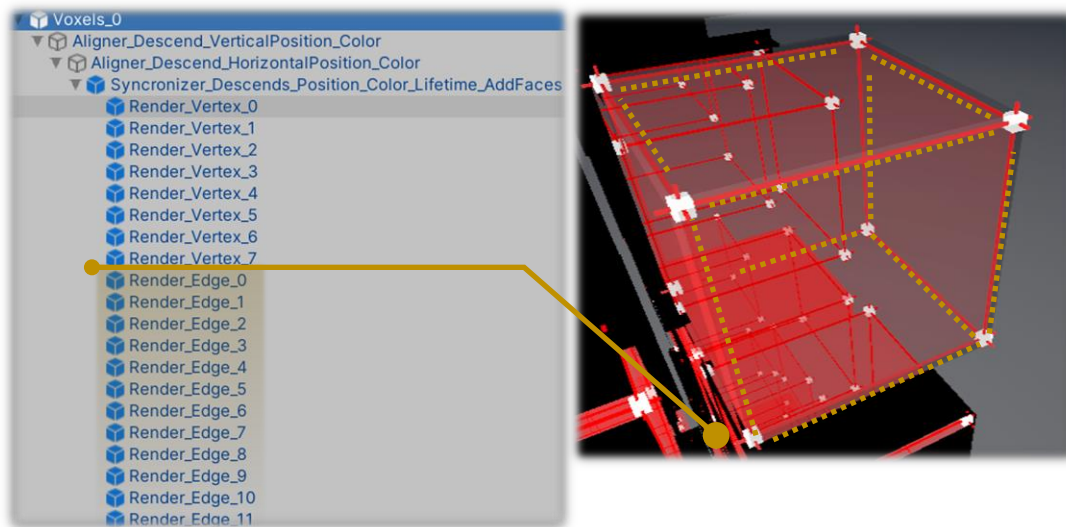 Voxels_0
Aligner_Descend_VerticalPosition_Color
Aligner_Descend_HorizontalPosition_Color
Syncronizer_Descends_Position_Color_Lifetime_AddFaces
Render_Vertex_0
Render_Vertex_1
Render_Vertex_2
Render_Vertex_3
Render_Vertex_4
Render_Vertex_5
Render_Vertex_6
Render_Vertex_7
Render_Edge_0
Render_Edge_1
Render_Edge_2
Render_Edge_3
Render_Edge_4
Render_Edge_5
Render_Edge_6
Render_Edge_7
Render_Edge_8
Render_Edge_9
Render_Edge_10
Render_Edge_11